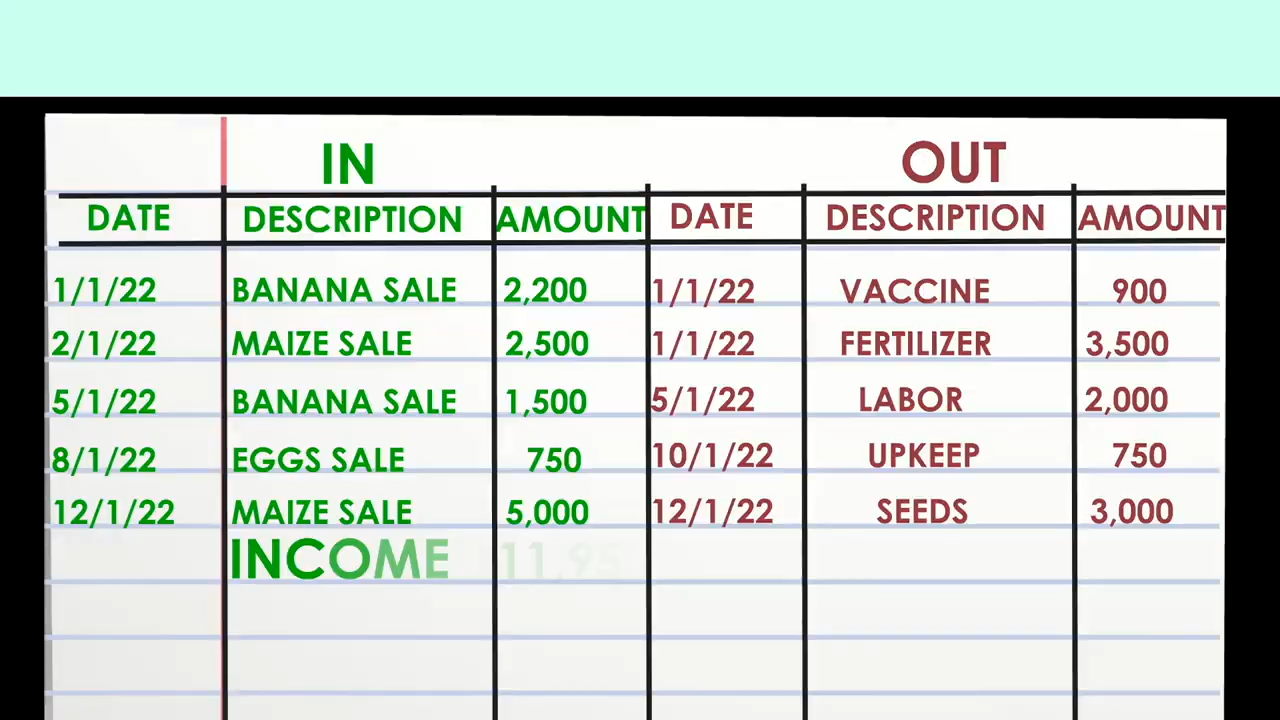 IN OUT
DATE DESCRIPTION AMOUNT DATE DESCRIPTION AMOUNT
1/1/22 BANANA SALE 2,200 1/1/22 VACCINE 900
2/1/22 MAIZE SALE 2,500 1/1/22 FERTILIZER 3,500
5/1/22 BANANA SALE 1,500 5/1/22 LABOR 2,000
8/1/22 EGGS SALE 750 10/1/22 UPKEEP 750
12/1/22 MAIZE SALE 5,000 12/1/22 SEEDS 3,000
INCOME